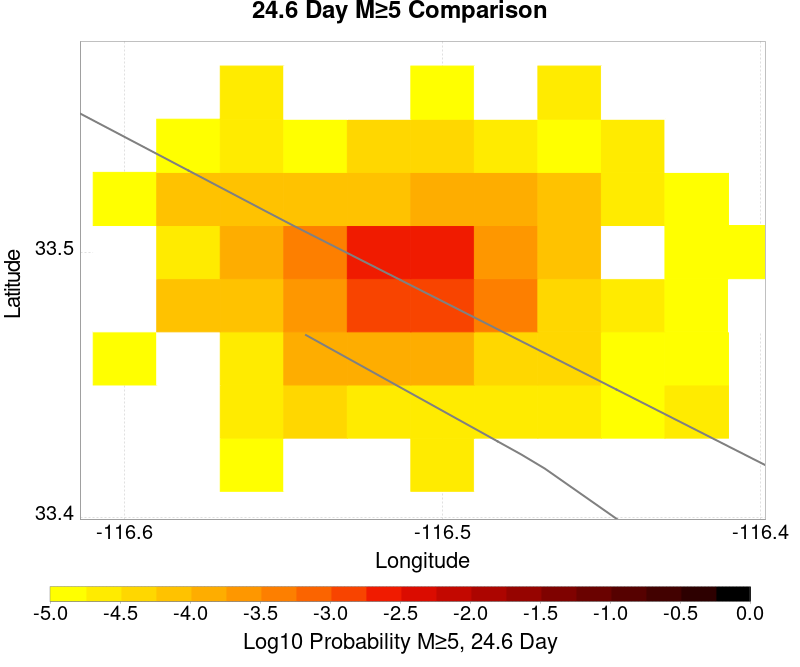 24.6 Day M≥5 Comparison
Latitude
33.5
33.4
-116.6 -116.5 -116.4
Longitude
-5.0 -4.5 -4.0 -3.5 -3.0 -2.5 -2.0 -1.5 -1.0 -0.5 0.0
Log10 Probability M≥5, 24.6 Day